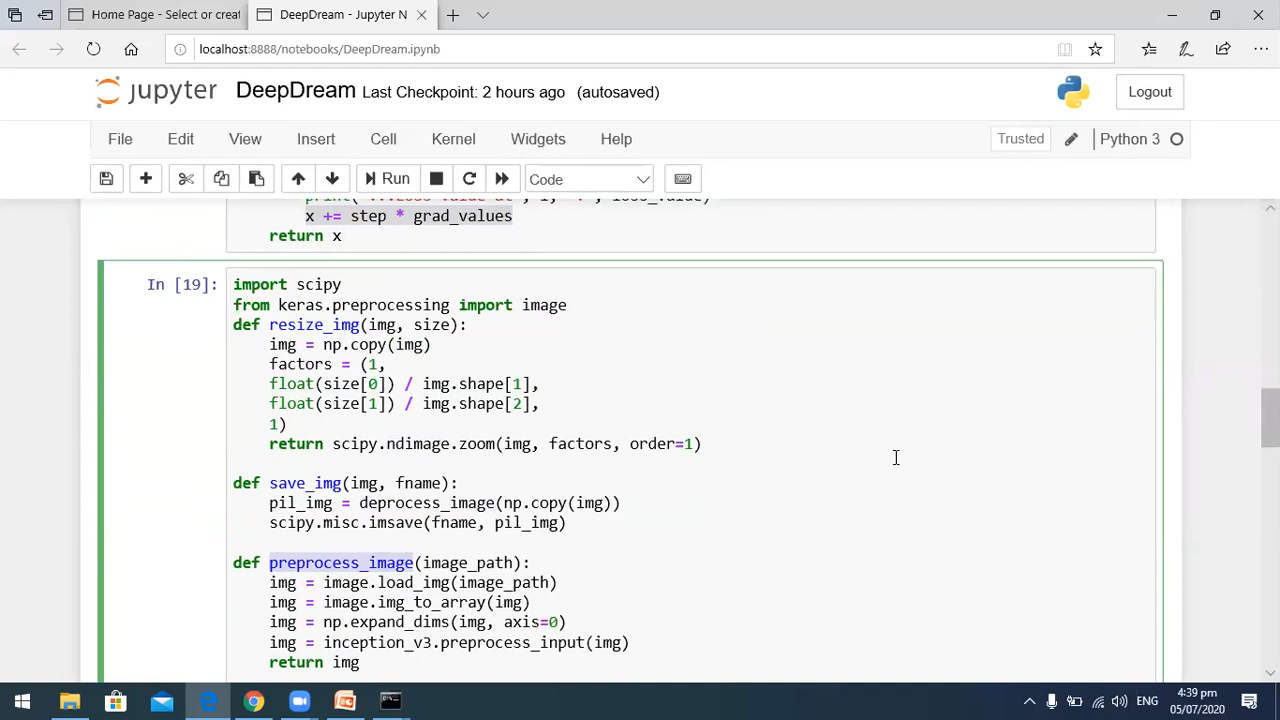 Home Page - Select or creat
DeepDream - Jupyter N
localhost:8888/notebooks/DeepDream.ipynb
jupyter DeepDream Last Checkpoint: 2 hours ago (autosaved)
Logout
File Edit View Insert Cell Kernel Widgets Help
Trusted Python 3
Run Code
x += step * grad_values
return x
In [19]:
import scipy
from keras.preprocessing import image
def resize_img(img, size):
img = np.copy(img)
factors = (1,
float(size[0]) / img.shape[1],
float(size[1]) / img.shape[2],
1)
return scipy.ndimage.zoom(img, factors, order=1)
def save_img(img, fname):
pil_img = deprocess_image(np.copy(img))
scipy.misc.imsave(fname, pil_img)
def preprocess_image(image_path):
img = image.load_img(image_path)
img = image.img_to_array(img)
img = np.expand_dims(img, axis=0)
img = inception_v3.preprocess_input(img)
return img
ENG
4:39 pm
05/07/2020